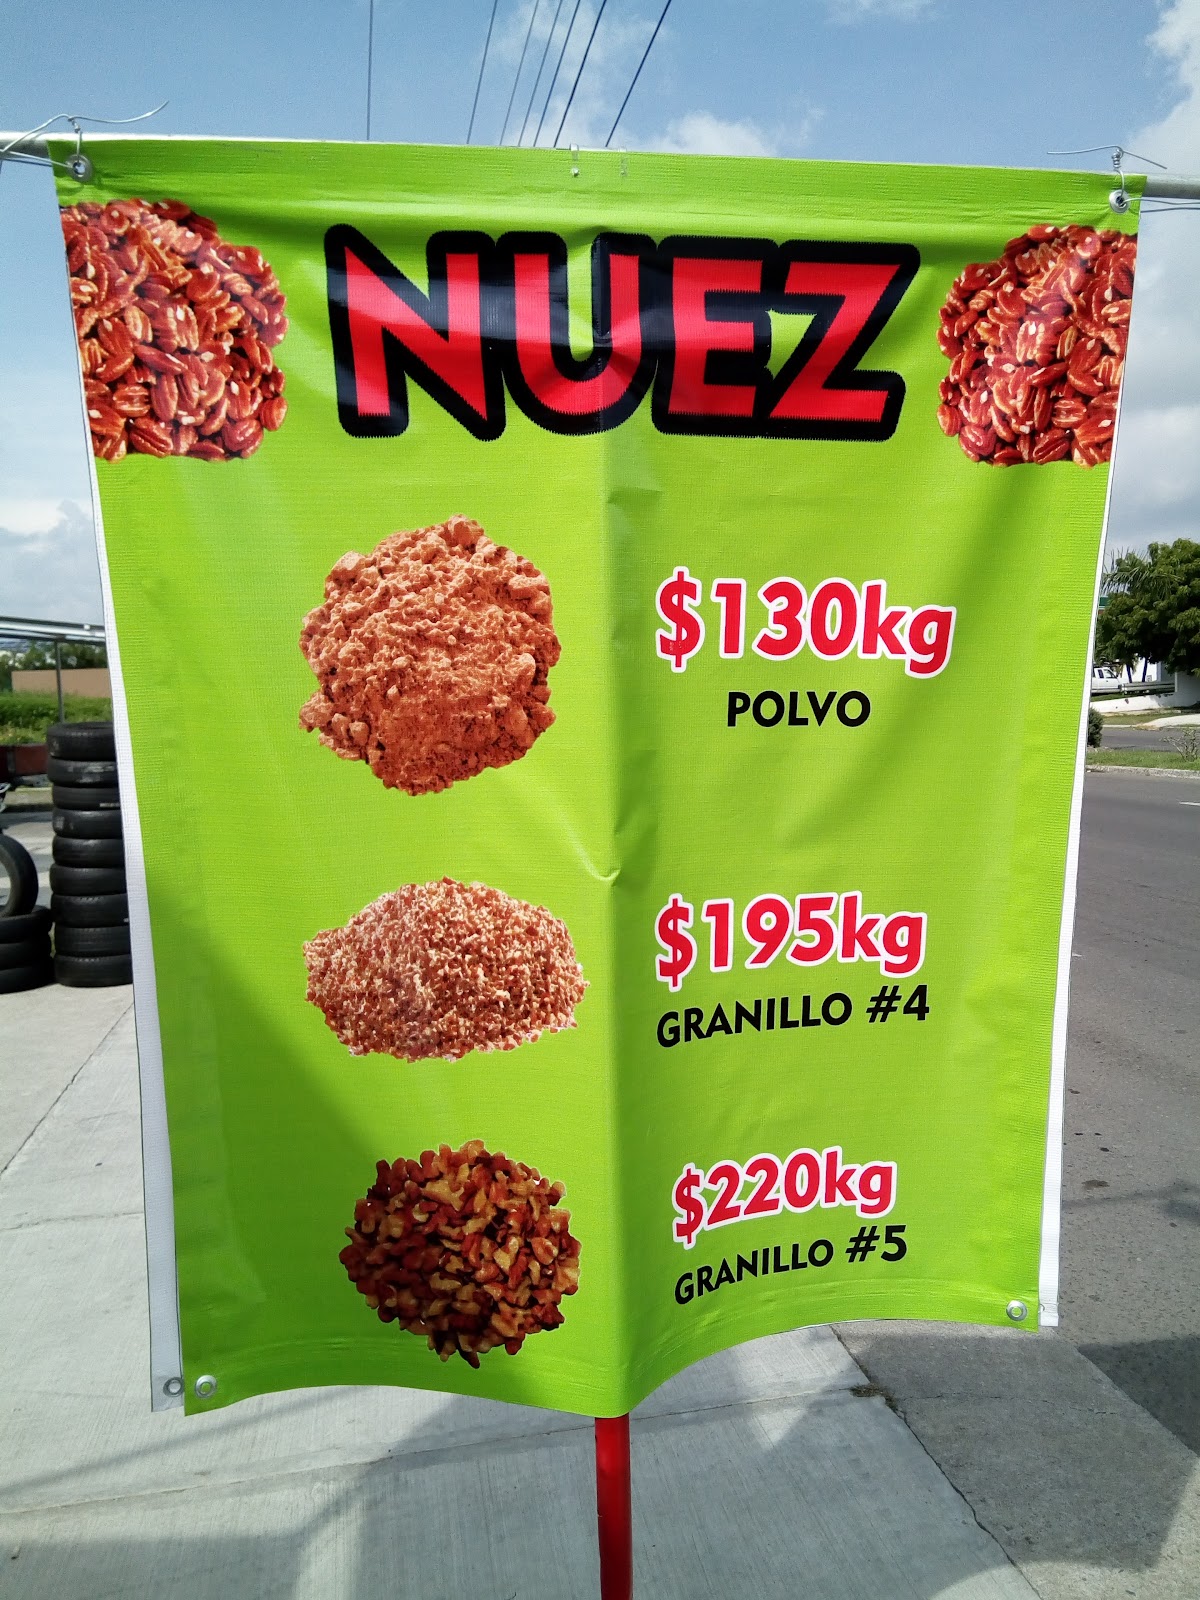 NUEZ
$130kg
POLVO
$195kg
GRANILLO #4
$220kg
GRANILLO #5